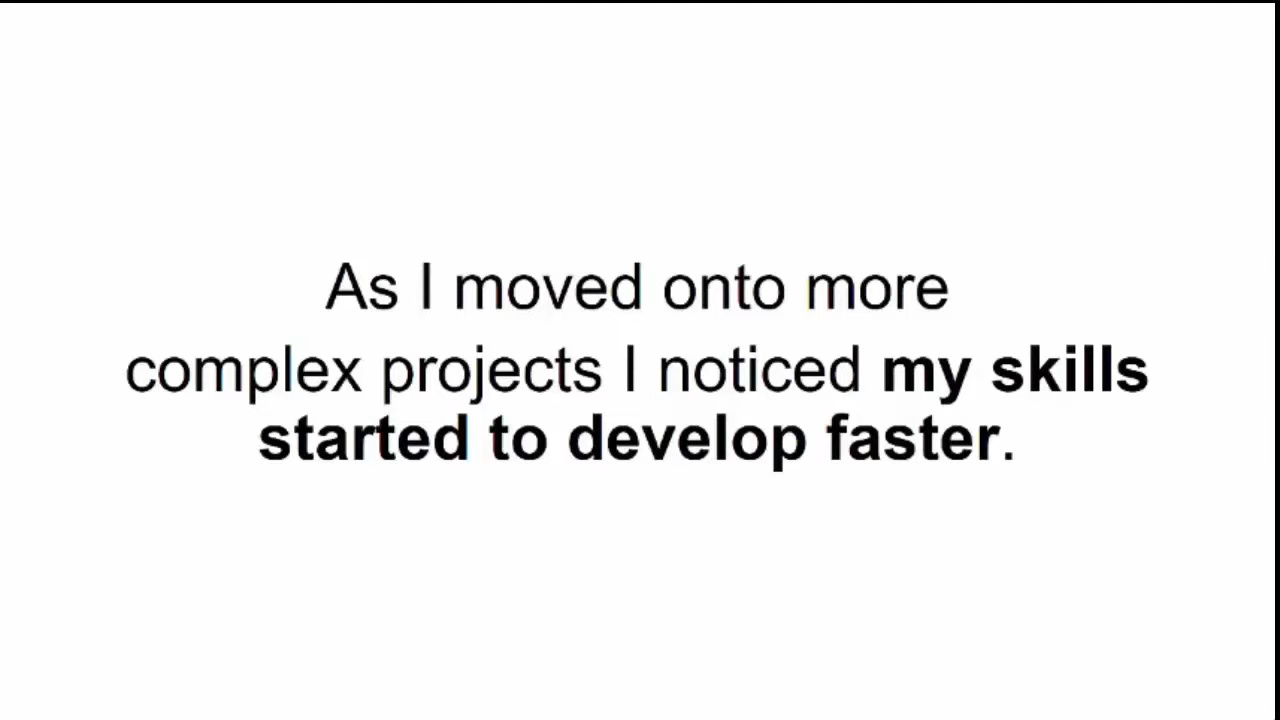 As I moved onto more
complex projects I noticed my skills
started to develop faster.